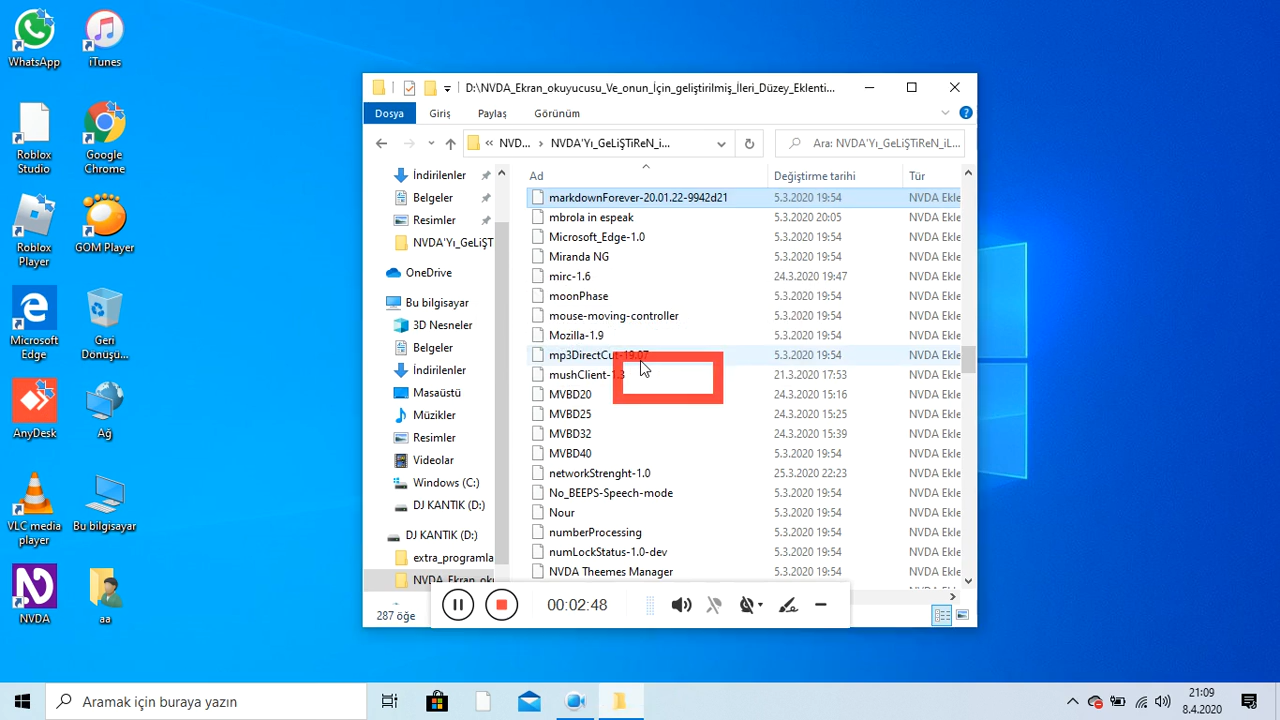 WhatsApp
iTunes
Roblox Studio
Google Chrome
Roblox Player
GOM Player
Microsoft Edge
Geri Dönüşü...
AnyDesk
Ağ
VLC media player
Bu bilgisayar
NVDA
aa
D:\NVDA_Ekran_okuyucusu_Ve_onun_İçin_geliştirilmiş_İleri_Düzey_Eklenti...
Dosya Giriş Paylaş Görünüm
« NVD... › NVDA'Yı_GeLiŞTiReN_i...
Ara: NVDA'Yı_GeLiŞTiReN_iL...
İndirilenler
Belgeler
Resimler
NVDA'Yı_GeLiŞT
OneDrive
Bu bilgisayar
3D Nesneler
Belgeler
İndirilenler
Masaüstü
Müzikler
Resimler
Videolar
Windows (C:)
DJ KANTIK (D:)
DJ KANTIK (D:)
extra_programla
NVDA_Ekran_oku
287 öğe
Ad Değiştirme tarihi Tür
markdownForever-20.01.22-9942d21 5.3.2020 19:54 NVDA Ekle
mbrola in espeak 5.3.2020 20:05 NVDA Ekle
Microsoft_Edge-1.0 5.3.2020 19:54 NVDA Ekle
Miranda NG 5.3.2020 19:54 NVDA Ekle
mirc-1.6 24.3.2020 19:47 NVDA Ekle
moonPhase 5.3.2020 19:54 NVDA Ekle
mouse-moving-controller 5.3.2020 19:54 NVDA Ekle
Mozilla-1.9 5.3.2020 19:54 NVDA Ekle
mp3DirectCut-19.07 5.3.2020 19:54 NVDA Ekle
mushClient-1.3 21.3.2020 17:53 NVDA Ekle
MVBD20 24.3.2020 15:16 NVDA Ekle
MVBD25 24.3.2020 15:25 NVDA Ekle
MVBD32 24.3.2020 15:39 NVDA Ekle
MVBD40 5.3.2020 19:54 NVDA Ekle
networkStrenght-1.0 25.3.2020 22:23 NVDA Ekle
No_BEEPS-Speech-mode 5.3.2020 19:54 NVDA Ekle
Nour 5.3.2020 19:54 NVDA Ekle
numberProcessing 5.3.2020 19:54 NVDA Ekle
numLockStatus-1.0-dev 5.3.2020 19:54 NVDA Ekle
NVDA Theemes Manager 5.3.2020 19:54 NVDA Ekle
00:02:48
Aramak için buraya yazın
21:09
8.4.2020